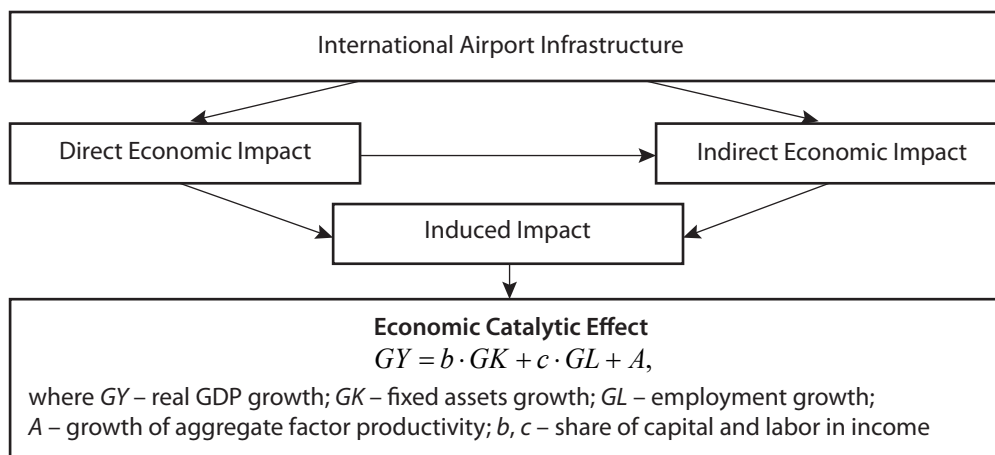 International Airport Infrastructure
Direct Economic Impact
Indirect Economic Impact
Induced Impact
Economic Catalytic Effect
GY = b · GK + c · GL + A,
where GY – real GDP growth; GK – fixed assets growth; GL – employment growth;
A – growth of aggregate factor productivity; b, c – share of capital and labor in income